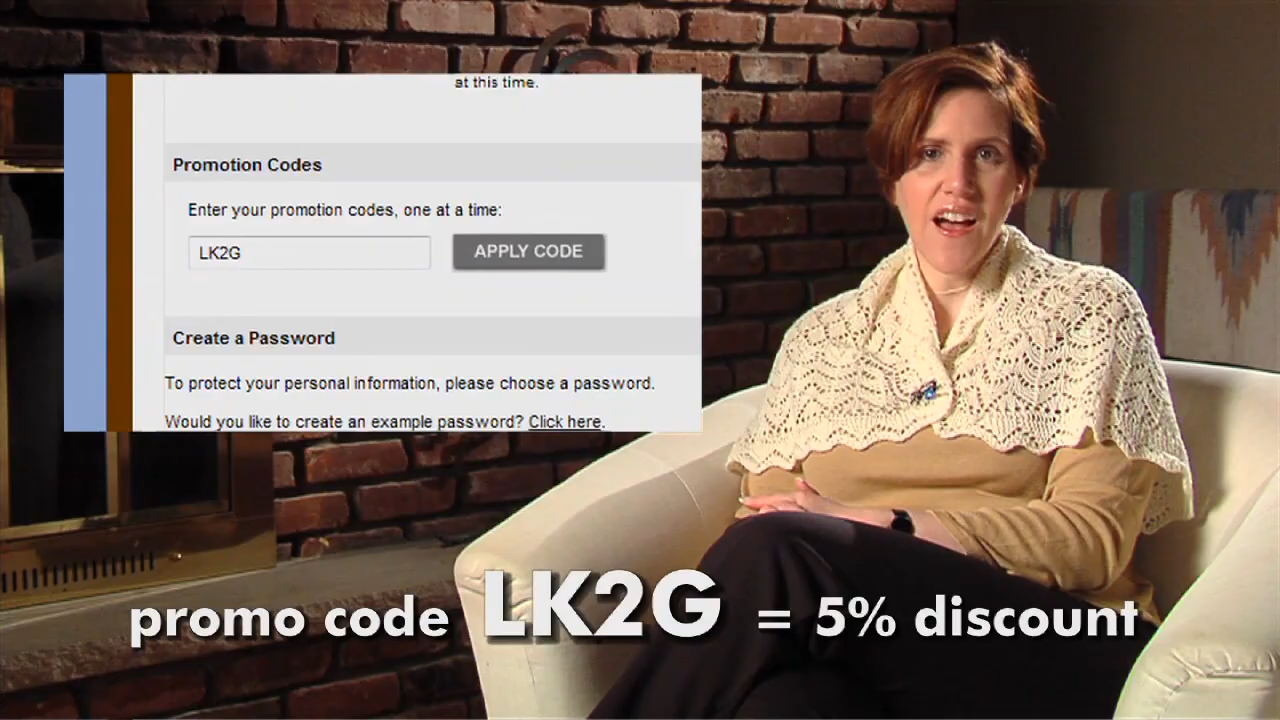 at this time.
Promotion Codes
Enter your promotion codes, one at a time:
LK2G
APPLY CODE
Create a Password
To protect your personal information, please choose a password.
Would you like to create an example password? Click here.
promo code LK2G = 5% discount